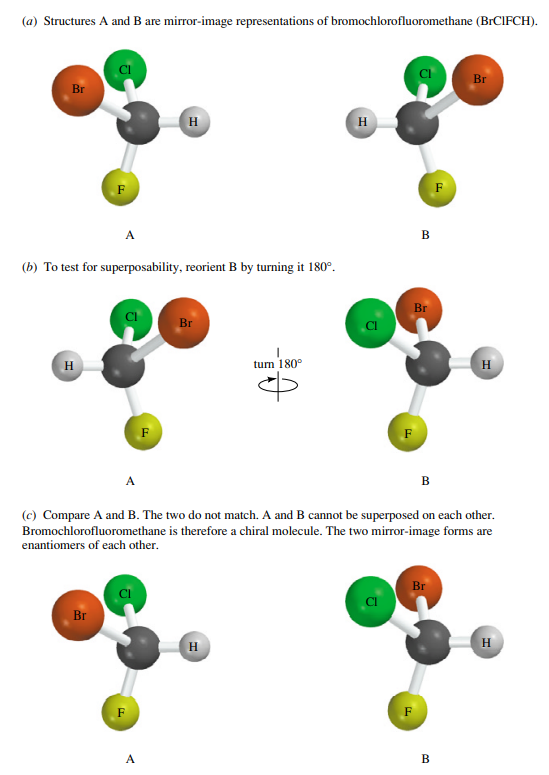 (a) Structures A and B are mirror-image representations of bromochlorofluoromethane (BrClFCH).
Cl
Br
H
F
A
Cl
Br
H
F
B
(b) To test for superposability, reorient B by turning it 180°.
Cl
Br
H
F
A
turn 180°
Br
Cl
H
F
B
(c) Compare A and B. The two do not match. A and B cannot be superposed on each other.
Bromochlorofluoromethane is therefore a chiral molecule. The two mirror-image forms are
enantiomers of each other.
Cl
Br
H
F
A
Br
Cl
H
F
B